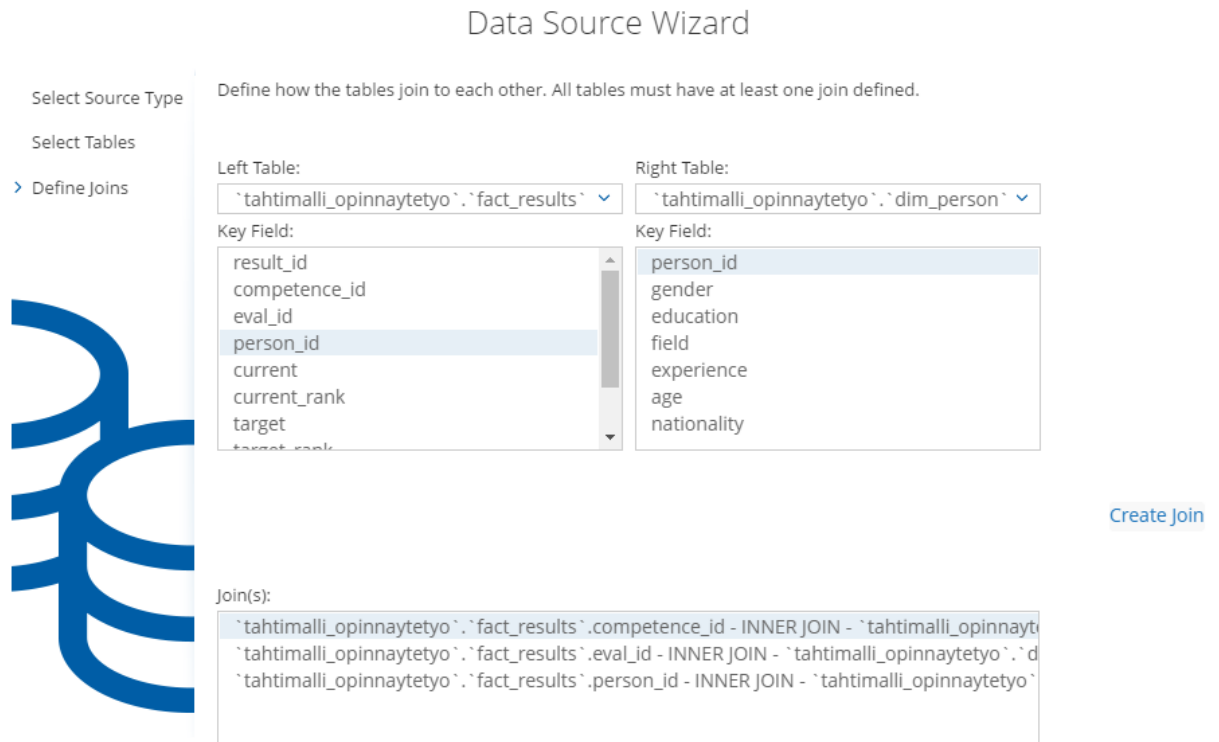 Data Source Wizard
Select Source Type
Select Tables
Define Joins
Define how the tables join to each other. All tables must have at least one join defined.
Left Table:
`tahtimalli_opinnaytetyo`.`fact_results`
Key Field:
result_id
competence_id
eval_id
person_id
current
current_rank
target
target_rank
Right Table:
`tahtimalli_opinnaytetyo`.`dim_person`
Key Field:
person_id
gender
education
field
experience
age
nationality
Create Join
Join(s):
`tahtimalli_opinnaytetyo`.`fact_results`.competence_id - INNER JOIN - `tahtimalli_opinnayt
`tahtimalli_opinnaytetyo`.`fact_results`.eval_id - INNER JOIN - `tahtimalli_opinnaytetyo`.`d
`tahtimalli_opinnaytetyo`.`fact_results`.person_id - INNER JOIN - `tahtimalli_opinnaytetyo`